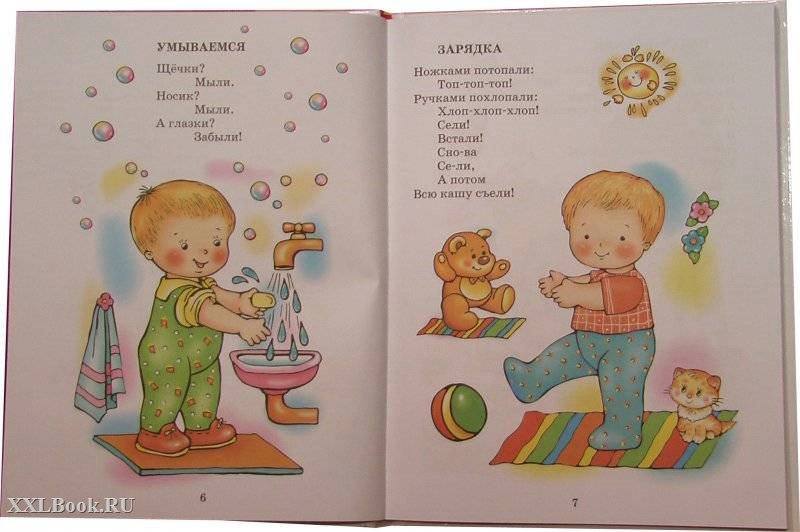 УМЫВАЕМСЯ
Щёчки?
Мыли.
Носик?
Мыли.
А глазки?
Забыли!
6
ЗАРЯДКА
Ножками потопали:
Топ-топ-топ!
Ручками похлопали:
Хлоп-хлоп-хлоп!
Сели!
Встали!
Сно-ва
Се-ли,
А потом
Всю кашу съели!
7
XXLBook.RU